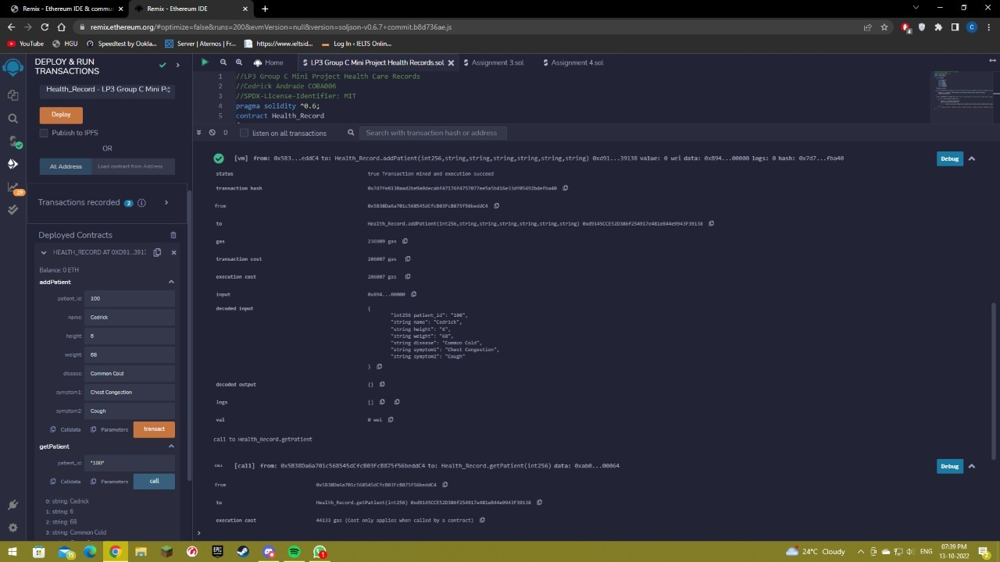 Remix - Ethereum IDE
Remix - Ethereum IDE
remix.ethereum.org/#optimize=false&runs=200&evmVersion=null&version=soljson-v0.6.7+commit.b8d736ae.js
YouTube
HGU
https://www.ieltsid...
Server | Aternos | Fr...
Log In · IELTS Onlin...
DEPLOY & RUN
TRANSACTIONS
Health_Record - LP3 Group C Mini Pr
Deploy
Publish to IPFS
OR
At Address
Load contract from Address
Transactions recorded 2
Deployed Contracts
HEALTH_RECORD AT 0XD91...3913
Balance: 0 ETH
addPatient
patient_id: 100
name: Cedrick
height: 6
weight: 68
disease: Common Cold
symptom1: Chest Congestion
symptom2: Cough
Calldata Parameters transact
getPatient
patient_id: "100"
Calldata Parameters call
0: string: Cedrick
1: string: 6
2: string: 68
3: string: Common Cold
Home
LP3 Group C Mini Project Health Records.sol
Assignment 3.sol
Assignment 4.sol
1 //LP3 Group C Mini Project Health Care Records
2 //Cedrick Andrade COBA006
3 //SPDX-License-Identifier: MIT
4 pragma solidity ^0.6;
5 contract Health_Record
0 listen on all transactions Search with transaction hash or address
[vm] from: 0x5B3...eddC4 to: Health_Record.addPatient(int256,string,string,string,string,string,string) 0xd91...39138 value: 0 wei data: 0x894...00000 logs: 0 hash: 0x7d7...fba40
Debug
status true Transaction mined and execution succeed
transaction hash 0x7d7fe0130aad2be9a0decabf47176f4757077ee5a5b416e33df05492bdefba40
from 0x5B38Da6a701c568545dCfcB03FcB875f56beddC4
to Health_Record.addPatient(int256,string,string,string,string,string,string) 0xd9145CCE52D386f254917e481eB44e9943F39138
gas 236909 gas
transaction cost 206007 gas
execution cost 206007 gas
input 0x894...00000
decoded input {
"int256 patient_id": "100",
"string name": "Cedrick",
"string height": "6",
"string weight": "68",
"string disease": "Common Cold",
"string symptom1": "Chest Congestion",
"string symptom2": "Cough"
}
decoded output {}
logs []
val 0 wei
call to Health_Record.getPatient
CALL [call] from: 0x5B38Da6a701c568545dCfcB03FcB875f56beddC4 to: Health_Record.getPatient(int256) data: 0xab0...00064
Debug
from 0x5B38Da6a701c568545dCfcB03FcB875f56beddC4
to Health_Record.getPatient(int256) 0xd9145CCE52D386f254917e481eB44e9943F39138
execution cost 44133 gas (Cost only applies when called by a contract)
>
24°C Cloudy
ENG
07:39 PM
13-10-2022